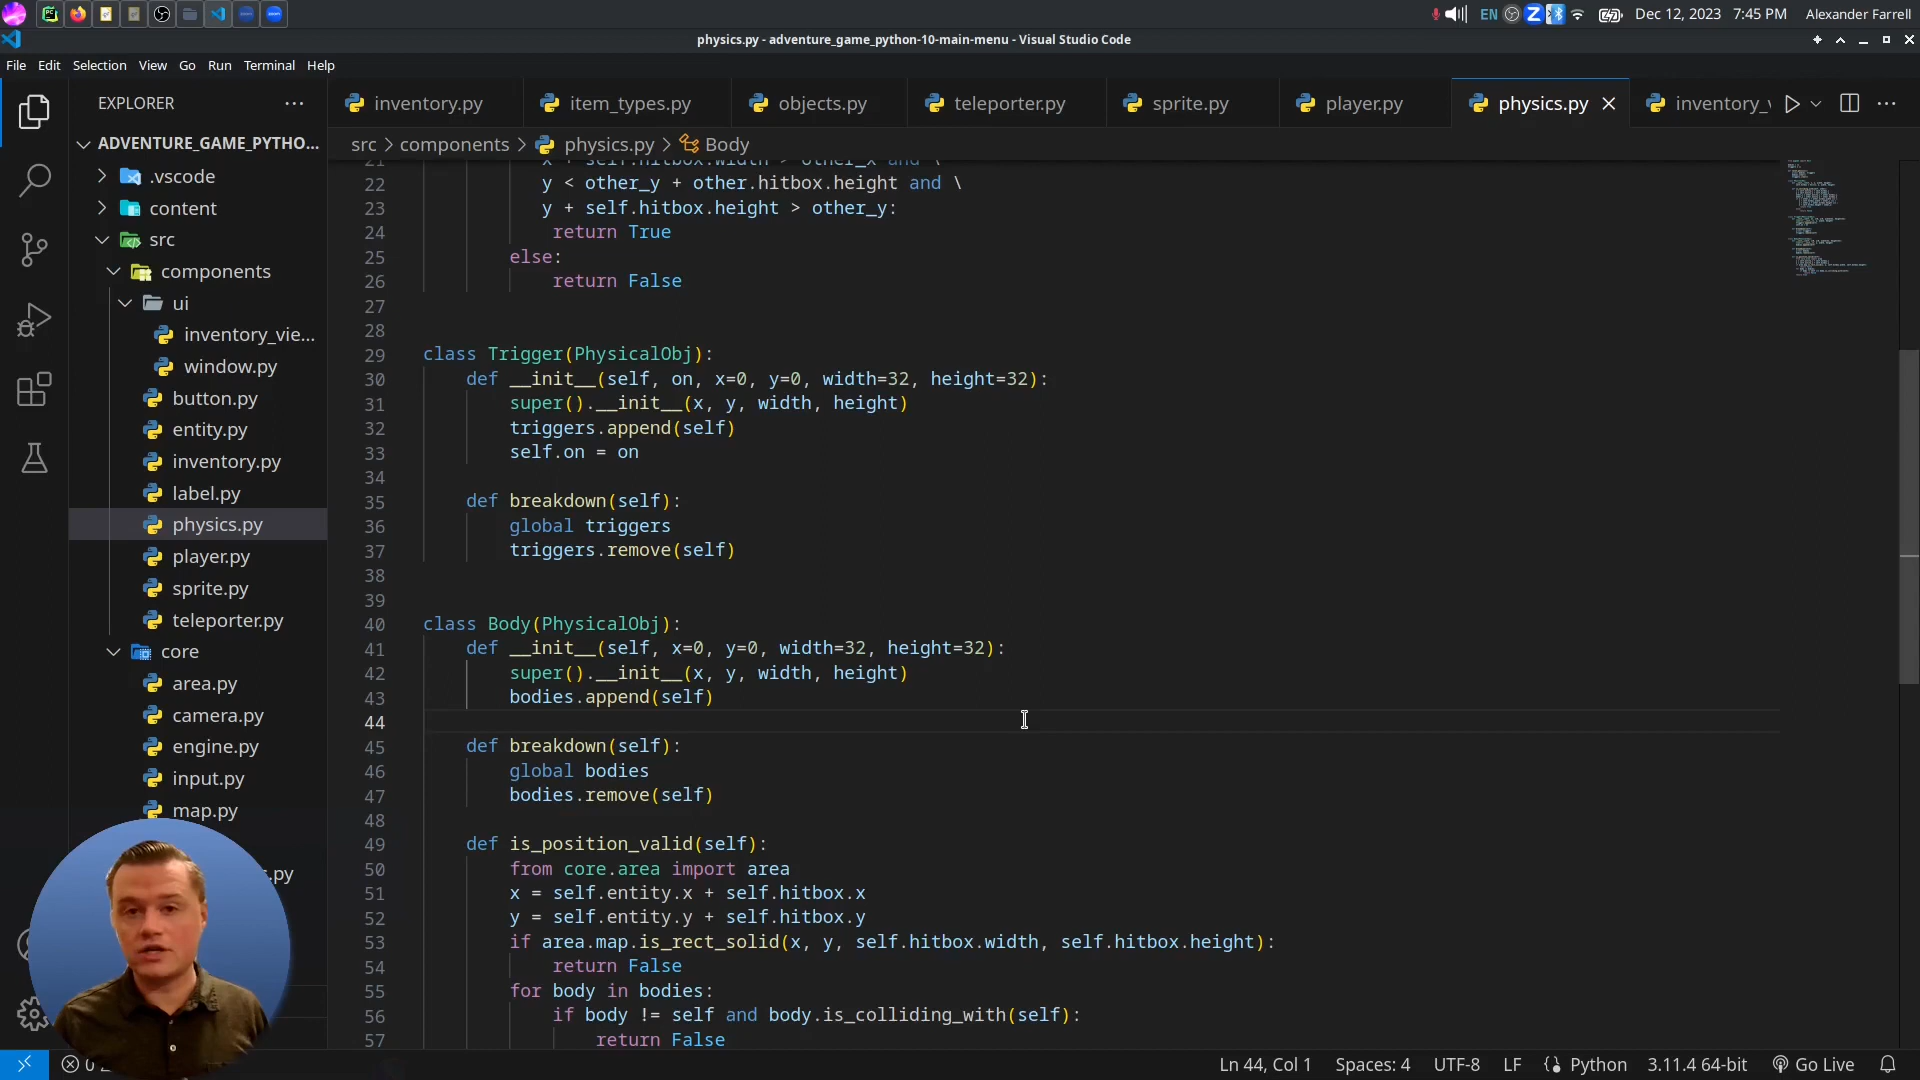 EN
Dec 12, 2023
7:45 PM
Alexander Farrell
physics.py - adventure_game_python-10-main-menu - Visual Studio Code
File Edit Selection View Go Run Terminal Help
EXPLORER
ADVENTURE_GAME_PYTHO...
.vscode
content
src
components
ui
inventory_vie...
window.py
button.py
entity.py
inventory.py
label.py
physics.py
player.py
sprite.py
teleporter.py
core
area.py
camera.py
engine.py
input.py
map.py
s.py
inventory.py item_types.py objects.py teleporter.py sprite.py player.py physics.py inventory_v
src > components > physics.py > Body
21 x + self.hitbox.width > other_x and \
22 y < other_y + other.hitbox.height and \
23 y + self.hitbox.height > other_y:
24 return True
25 else:
26 return False
27
28
29 class Trigger(PhysicalObj):
30 def __init__(self, on, x=0, y=0, width=32, height=32):
31 super().__init__(x, y, width, height)
32 triggers.append(self)
33 self.on = on
34
35 def breakdown(self):
36 global triggers
37 triggers.remove(self)
38
39
40 class Body(PhysicalObj):
41 def __init__(self, x=0, y=0, width=32, height=32):
42 super().__init__(x, y, width, height)
43 bodies.append(self)
44
45 def breakdown(self):
46 global bodies
47 bodies.remove(self)
48
49 def is_position_valid(self):
50 from core.area import area
51 x = self.entity.x + self.hitbox.x
52 y = self.entity.y + self.hitbox.y
53 if area.map.is_rect_solid(x, y, self.hitbox.width, self.hitbox.height):
54 return False
55 for body in bodies:
56 if body != self and body.is_colliding_with(self):
57 return False
0
Ln 44, Col 1 Spaces: 4 UTF-8 LF Python 3.11.4 64-bit Go Live